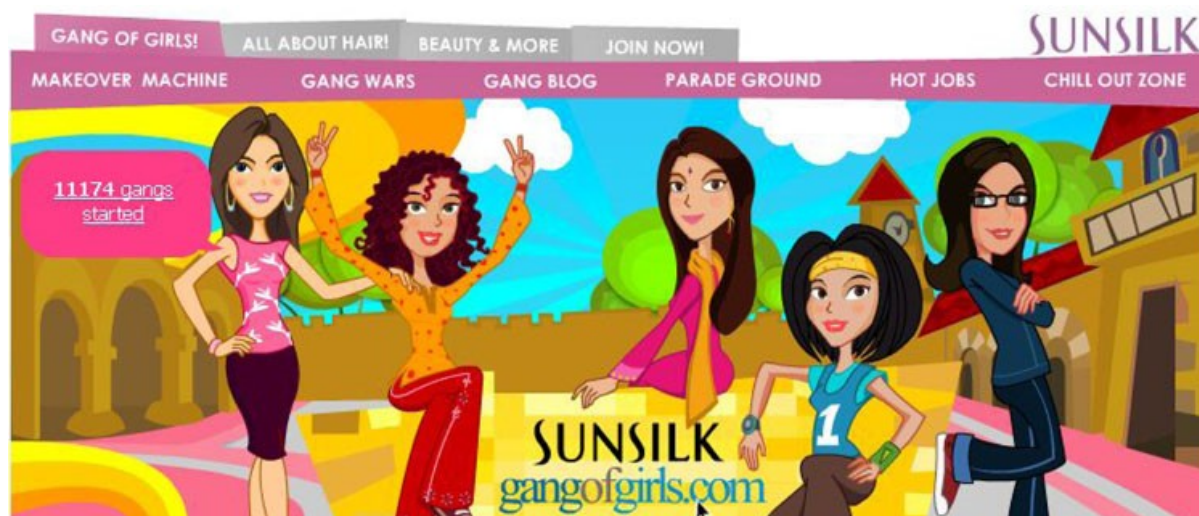 GANG OF GIRLS! ALL ABOUT HAIR! BEAUTY & MORE JOIN NOW! SUNSILK
MAKEOVER MACHINE GANG WARS GANG BLOG PARADE GROUND HOT JOBS CHILL OUT ZONE
11174 gangs
started
1
SUNSILK
gangofgirls.com